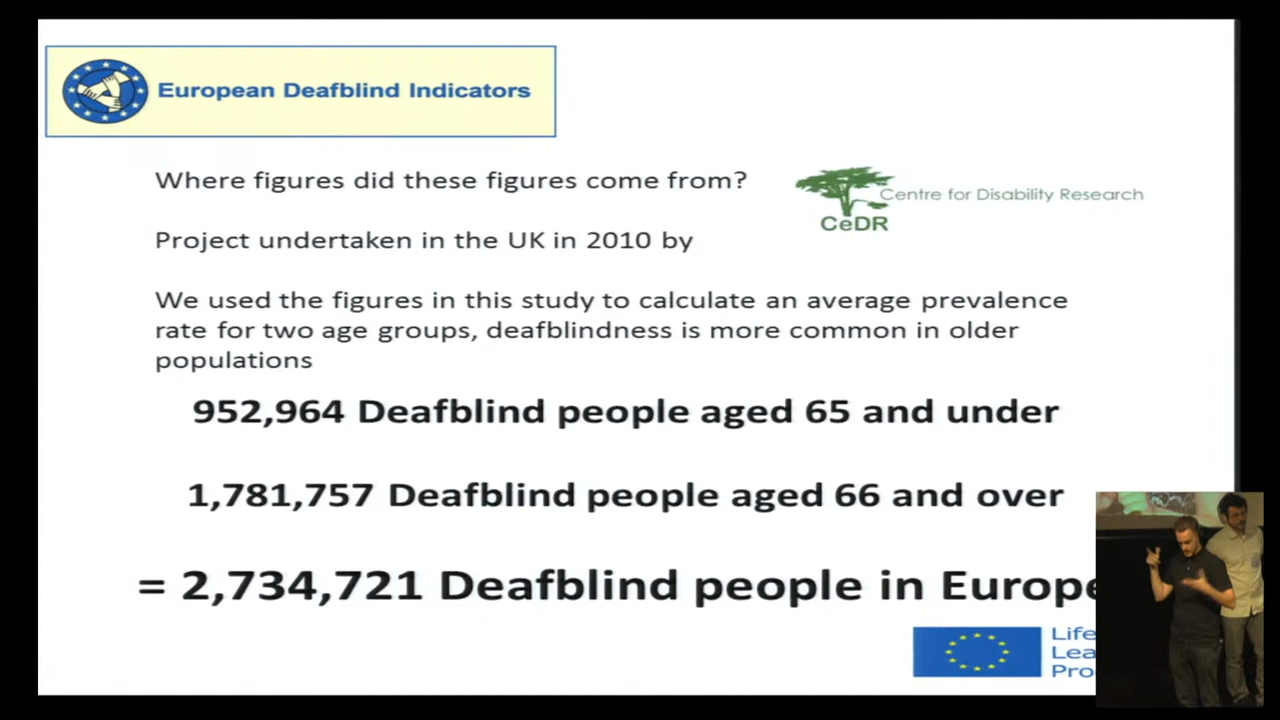 European Deafblind Indicators
Where figures did these figures come from?
Centre for Disability Research
CeDR
Project undertaken in the UK in 2010 by
We used the figures in this study to calculate an average prevalence
rate for two age groups, deafblindness is more common in older
populations
952,964 Deafblind people aged 65 and under
1,781,757 Deafblind people aged 66 and over
= 2,734,721 Deafblind people in Europe
Life
Lea
Pro